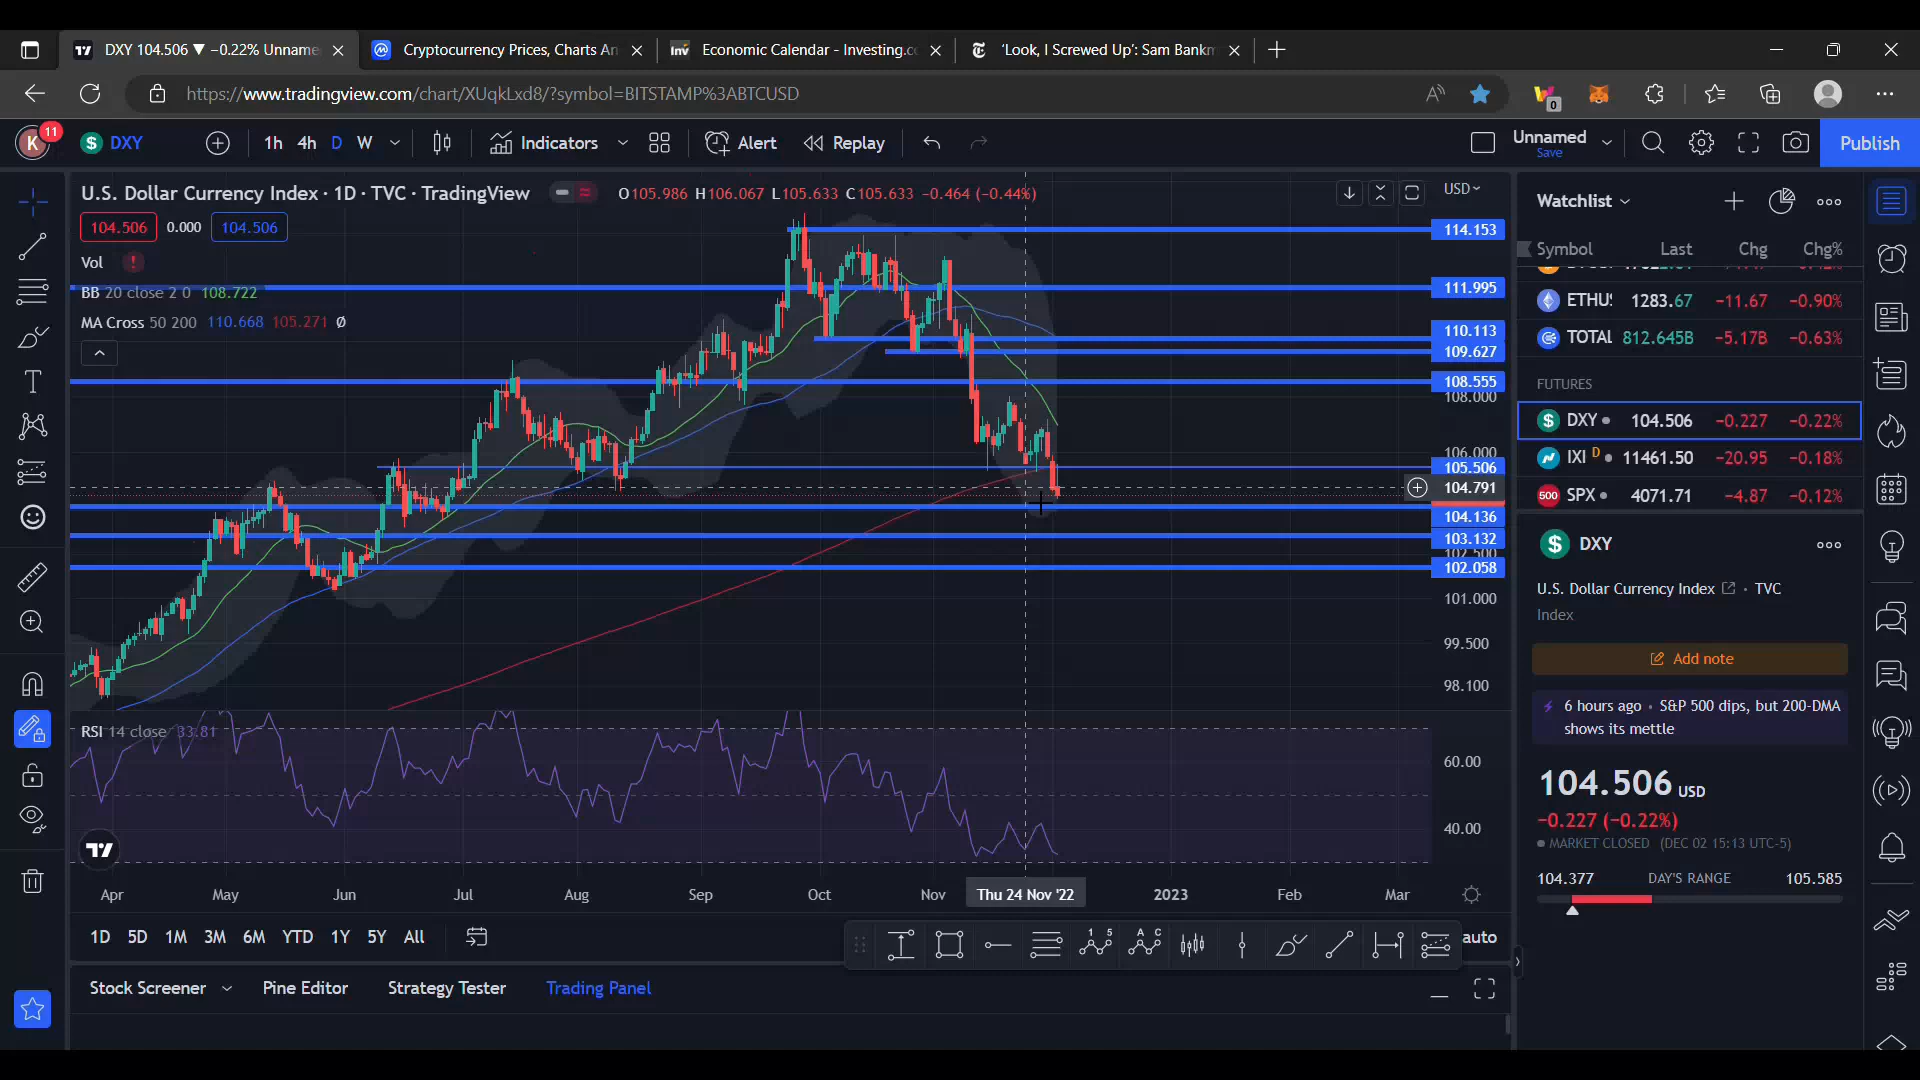 DXY 104.506 ▼ −0.22% Unname
Cryptocurrency Prices, Charts An
Inv
Economic Calendar - Investing.c
'Look, I Screwed Up': Sam Bankm
https://www.tradingview.com/chart/XUqkLxd8/?symbol=BITSTAMP%3ABTCUSD
0
K
11
DXY
1h 4h D W
Indicators
Alert
Replay
Unnamed
Save
Publish
U.S. Dollar Currency Index · 1D · TVC · TradingView
O105.986 H106.067 L105.633 C105.633 −0.464 (−0.44%)
USD
104.506 0.000 104.506
Vol
BB 20 close 2 0 108.722
MA Cross 50 200 110.668 105.271 Ø
114.153
111.995
110.113
109.627
108.555
108.000
106.000
105.506
104.791
104.136
103.132
102.500
102.058
101.000
99.500
98.100
RSI 14 close 33.81
60.00
40.00
Apr May Jun Jul Aug Sep Oct Nov Thu 24 Nov '22 2023 Feb Mar
1D 5D 1M 3M 6M YTD 1Y 5Y All
auto
Stock Screener
Pine Editor
Strategy Tester
Trading Panel
Watchlist
Symbol Last Chg Chg%
ETHUS 1283.67 −11.67 −0.90%
TOTAL 812.645B −5.17B −0.63%
FUTURES
DXY 104.506 −0.227 −0.22%
IXI D 11461.50 −20.95 −0.18%
500 SPX 4071.71 −4.87 −0.12%
DXY
U.S. Dollar Currency Index · TVC
Index
Add note
6 hours ago · S&P 500 dips, but 200-DMA
shows its mettle
104.506 USD
−0.227 (−0.22%)
MARKET CLOSED (DEC 02 15:13 UTC-5)
104.377 DAY'S RANGE 105.585